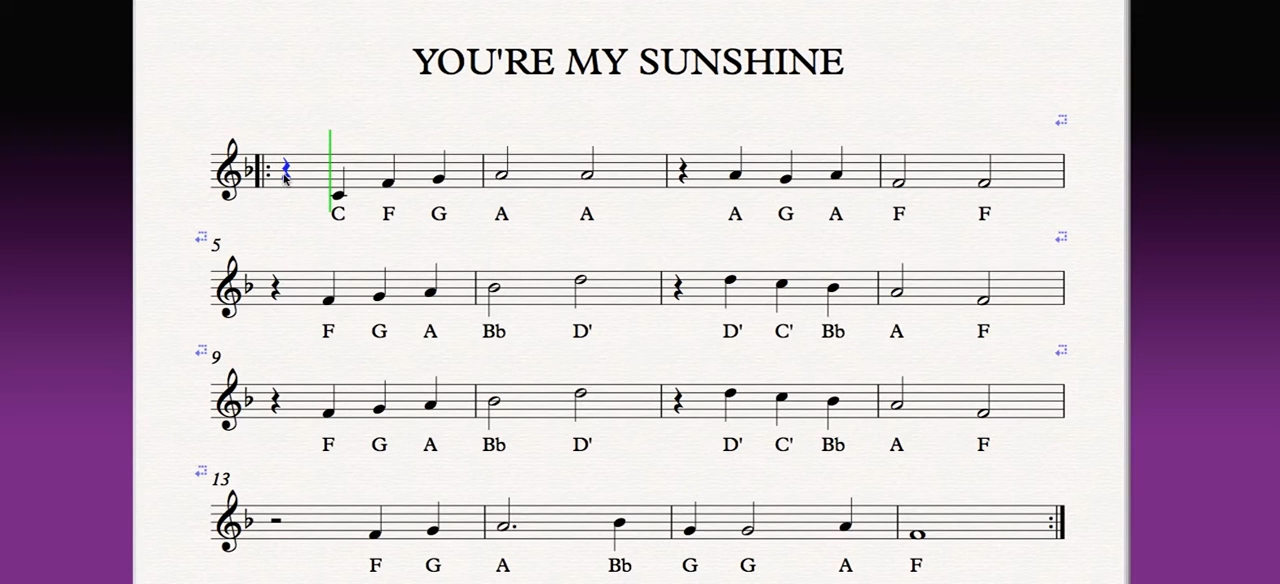 YOU'RE MY SUNSHINE
C F G A A A G A F F
5
F G A Bb D' D' C' Bb A F
9
F G A Bb D' D' C' Bb A F
13
F G A Bb G G A F